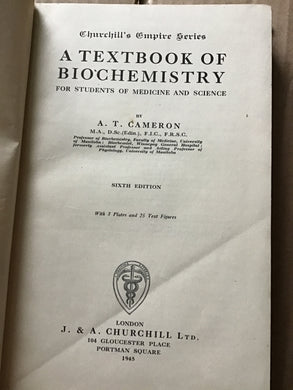 Churchill's Empire Series
A TEXTBOOK OF
BIOCHEMISTRY
FOR STUDENTS OF MEDICINE AND SCIENCE
BY
A. T. CAMERON
M.A., D.Sc.(Edin.), F.I.C., F.R.S.C.
Professor of Biochemistry, Faculty of Medicine, University
of Manitoba; Biochemist, Winnipeg General Hospital;
formerly Assistant Professor and Acting Professor of
Physiology, University of Manitoba
SIXTH EDITION
With 3 Plates and 25 Text Figures
LONDON
J. & A. CHURCHILL LTD.
104 GLOUCESTER PLACE
PORTMAN SQUARE
1945